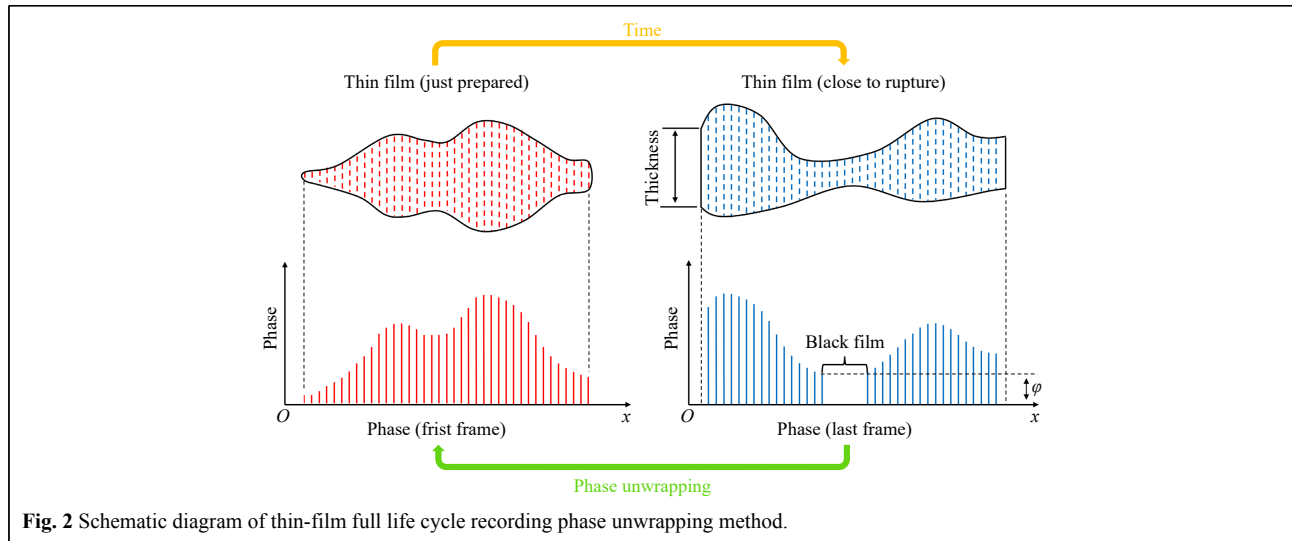 Time
Thin film (just prepared)
Thin film (close to rupture)
Thickness
Phase
O
x
Phase (frist frame)
Phase
Black film
φ
O
x
Phase (last frame)
Phase unwrapping
Fig. 2 Schematic diagram of thin-film full life cycle recording phase unwrapping method.